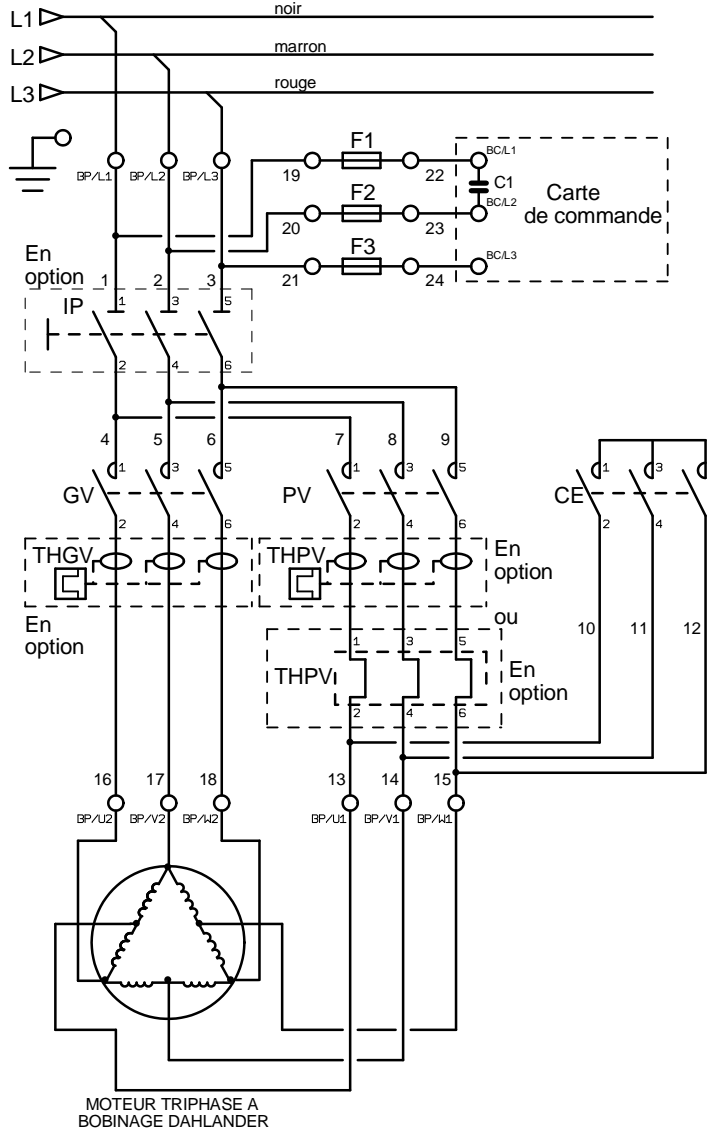 L1 noir
L2 marron
L3 rouge
BP/L1 BP/L2 BP/L3
19 F1 22 BC/L1
C1
20 F2 23 BC/L2
21 F3 24 BC/L3
Carte
de commande
En
option
1 2 3
IP 1 3 5
2 4 6
4 5 6 7 8 9
GV 1 3 5
2 4 6
PV 1 3 5
2 4 6
CE 1 3 5
2 4 6
THGV
En
option
THPV
En
option
ou
1 3 5
THPV
2 4 6
En
option
10 11 12
16 17 18 13 14 15
BP/U2 BP/V2 BP/W2 BP/U1 BP/V1 BP/W1
MOTEUR TRIPHASE A
BOBINAGE DAHLANDER